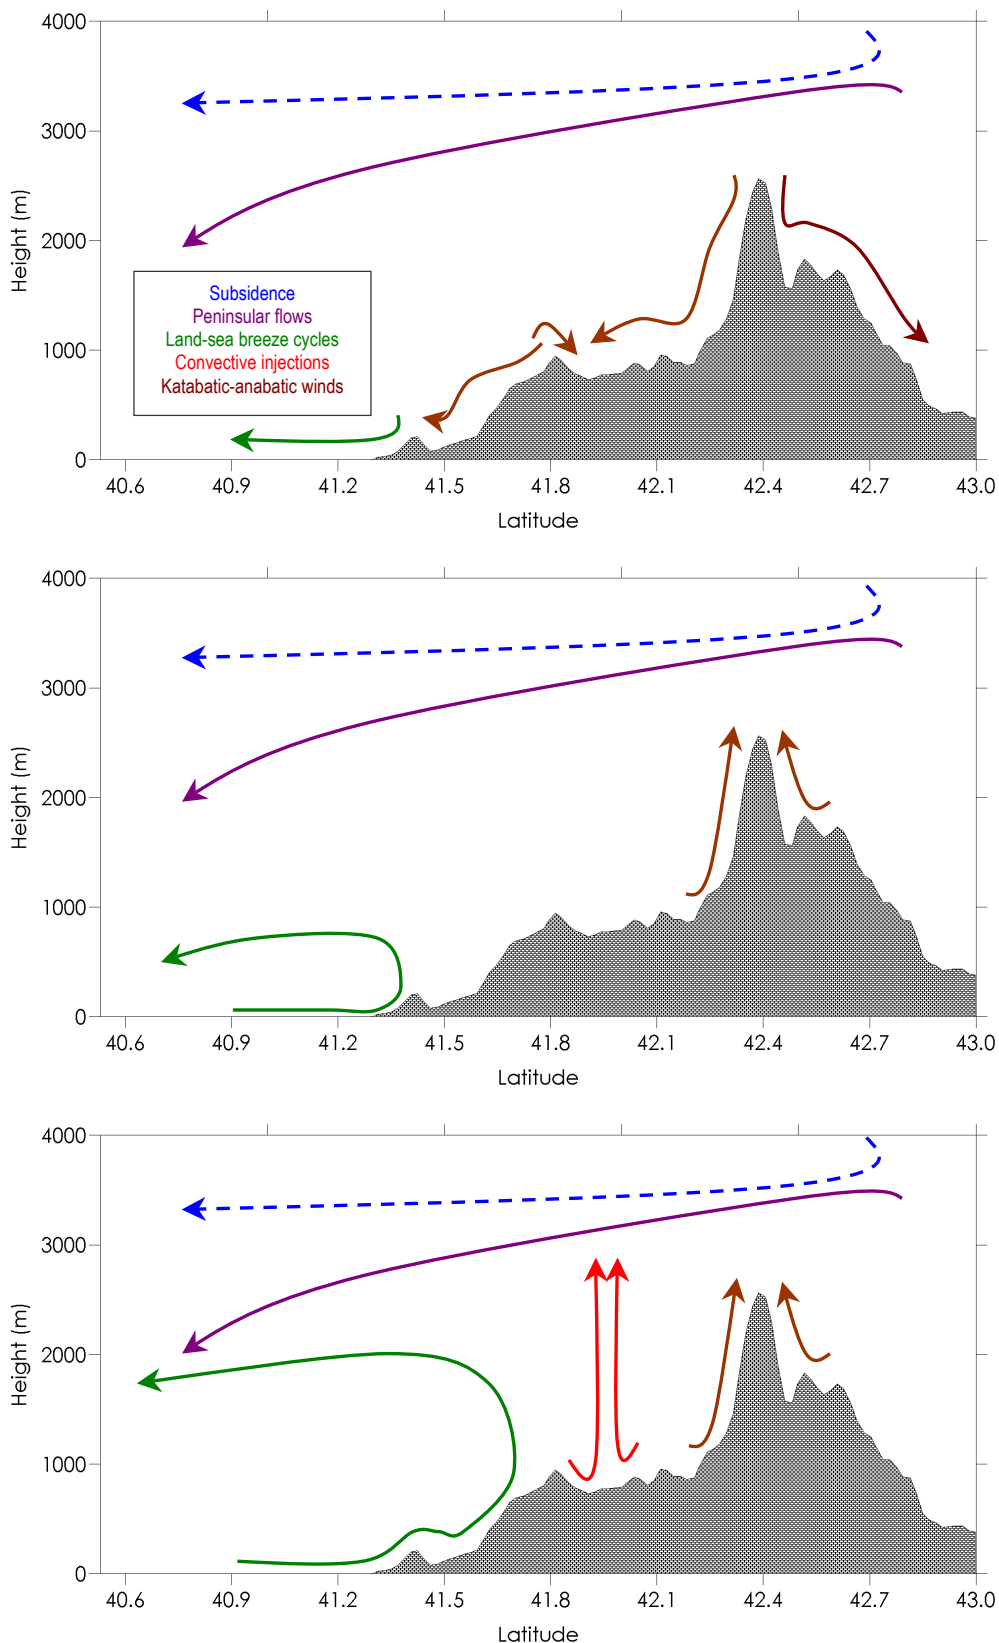 4000
3000
2000
1000
0
Height (m)
Subsidence
Peninsular flows
Land-sea breeze cycles
Convective injections
Katabatic-anabatic winds
40.6 40.9 41.2 41.5 41.8 42.1 42.4 42.7 43.0
Latitude
4000
3000
2000
1000
0
Height (m)
40.6 40.9 41.2 41.5 41.8 42.1 42.4 42.7 43.0
Latitude
4000
3000
2000
1000
0
Height (m)
40.6 40.9 41.2 41.5 41.8 42.1 42.4 42.7 43.0
Latitude